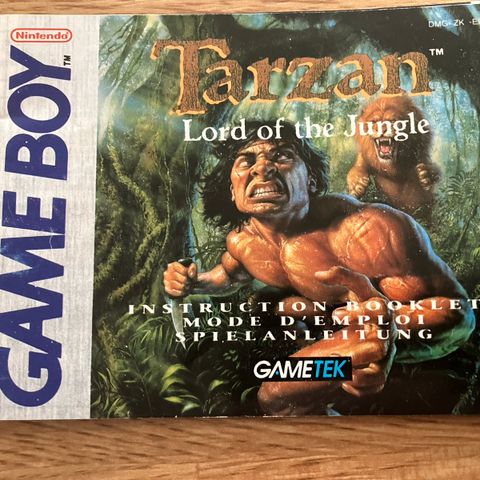 Nintendo
GAME BOY™
Tarzan™
Lord of the Jungle
INSTRUCTION BOOKLET
MODE D'EMPLOI
SPIELANLEITUNG
GAMETEK